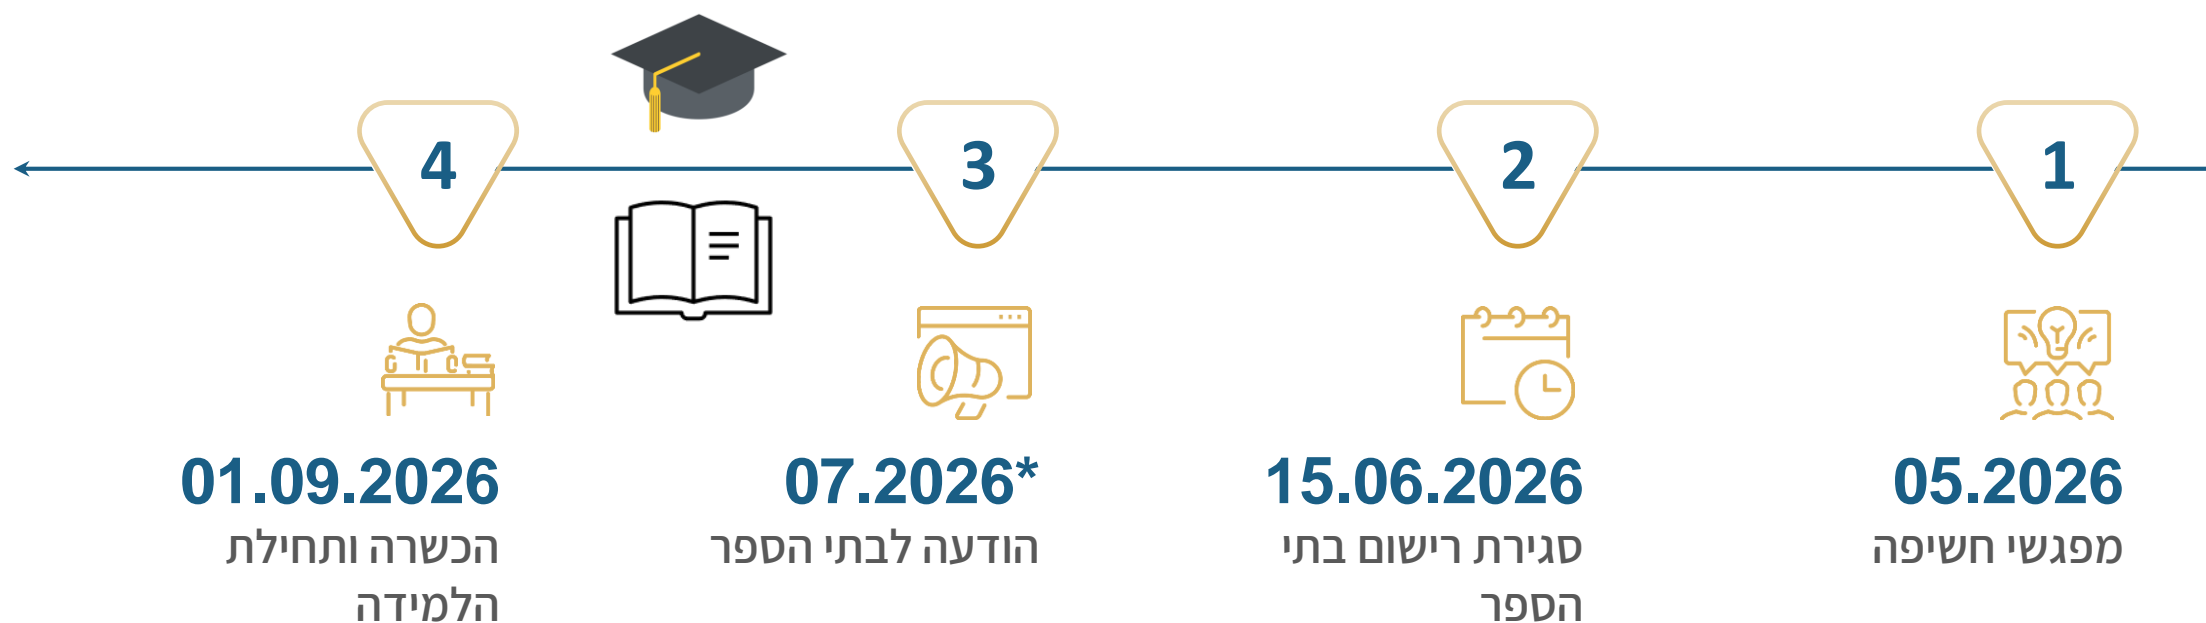 1
05.2026
מפגשי חשיפה
2
15.06.2026
סגירת רישום בתי
הספר
3
07.2026*
הודעה לבתי הספר
4
01.09.2026
הכשרה ותחילת
הלמידה